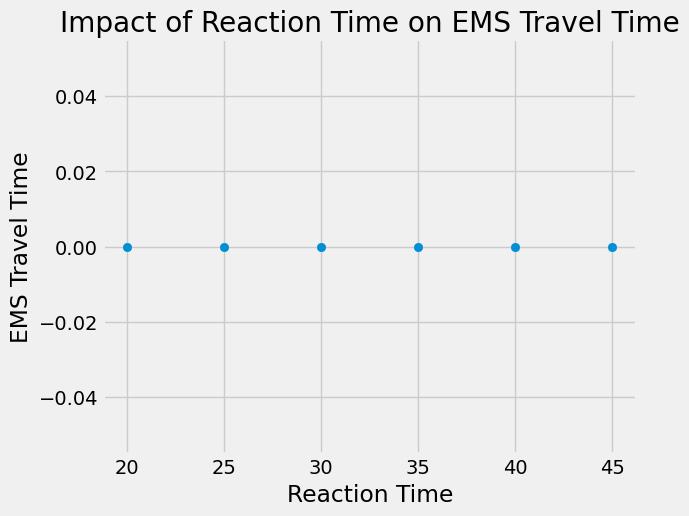 Impact of Reaction Time on EMS Travel Time
0.04
0.02
0.00
−0.02
−0.04
EMS Travel Time
20 25 30 35 40 45
Reaction Time